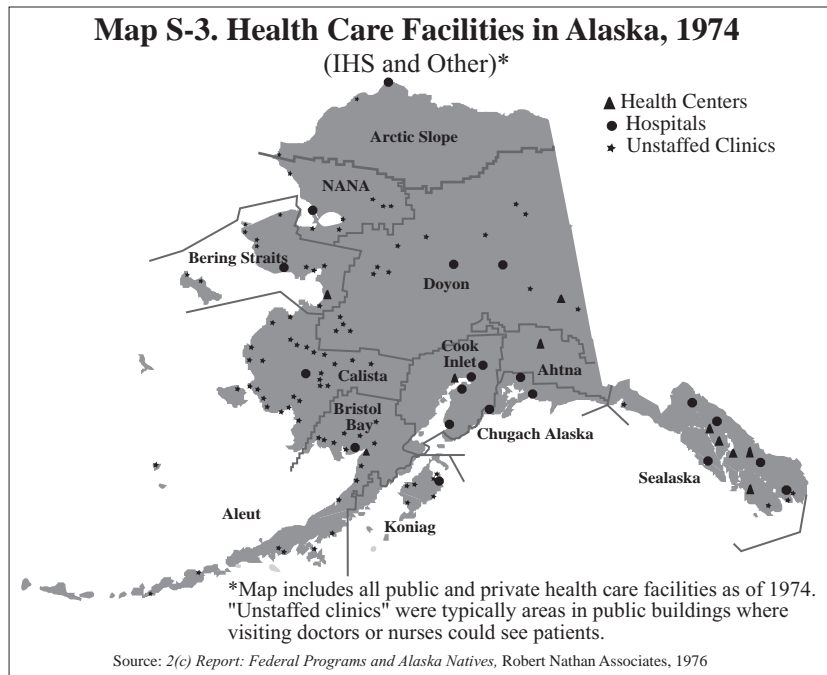 Map S-3. Health Care Facilities in Alaska, 1974
(IHS and Other)*
Health Centers
Hospitals
Unstaffed Clinics
Arctic Slope
NANA
Bering Straits
Doyon
Cook
Inlet
Ahtna
Calista
Bristol
Bay
Chugach Alaska
Sealaska
Aleut
Koniag
*Map includes all public and private health care facilities as of 1974.
"Unstaffed clinics" were typically areas in public buildings where
visiting doctors or nurses could see patients.
Source: 2(c) Report: Federal Programs and Alaska Natives, Robert Nathan Associates, 1976